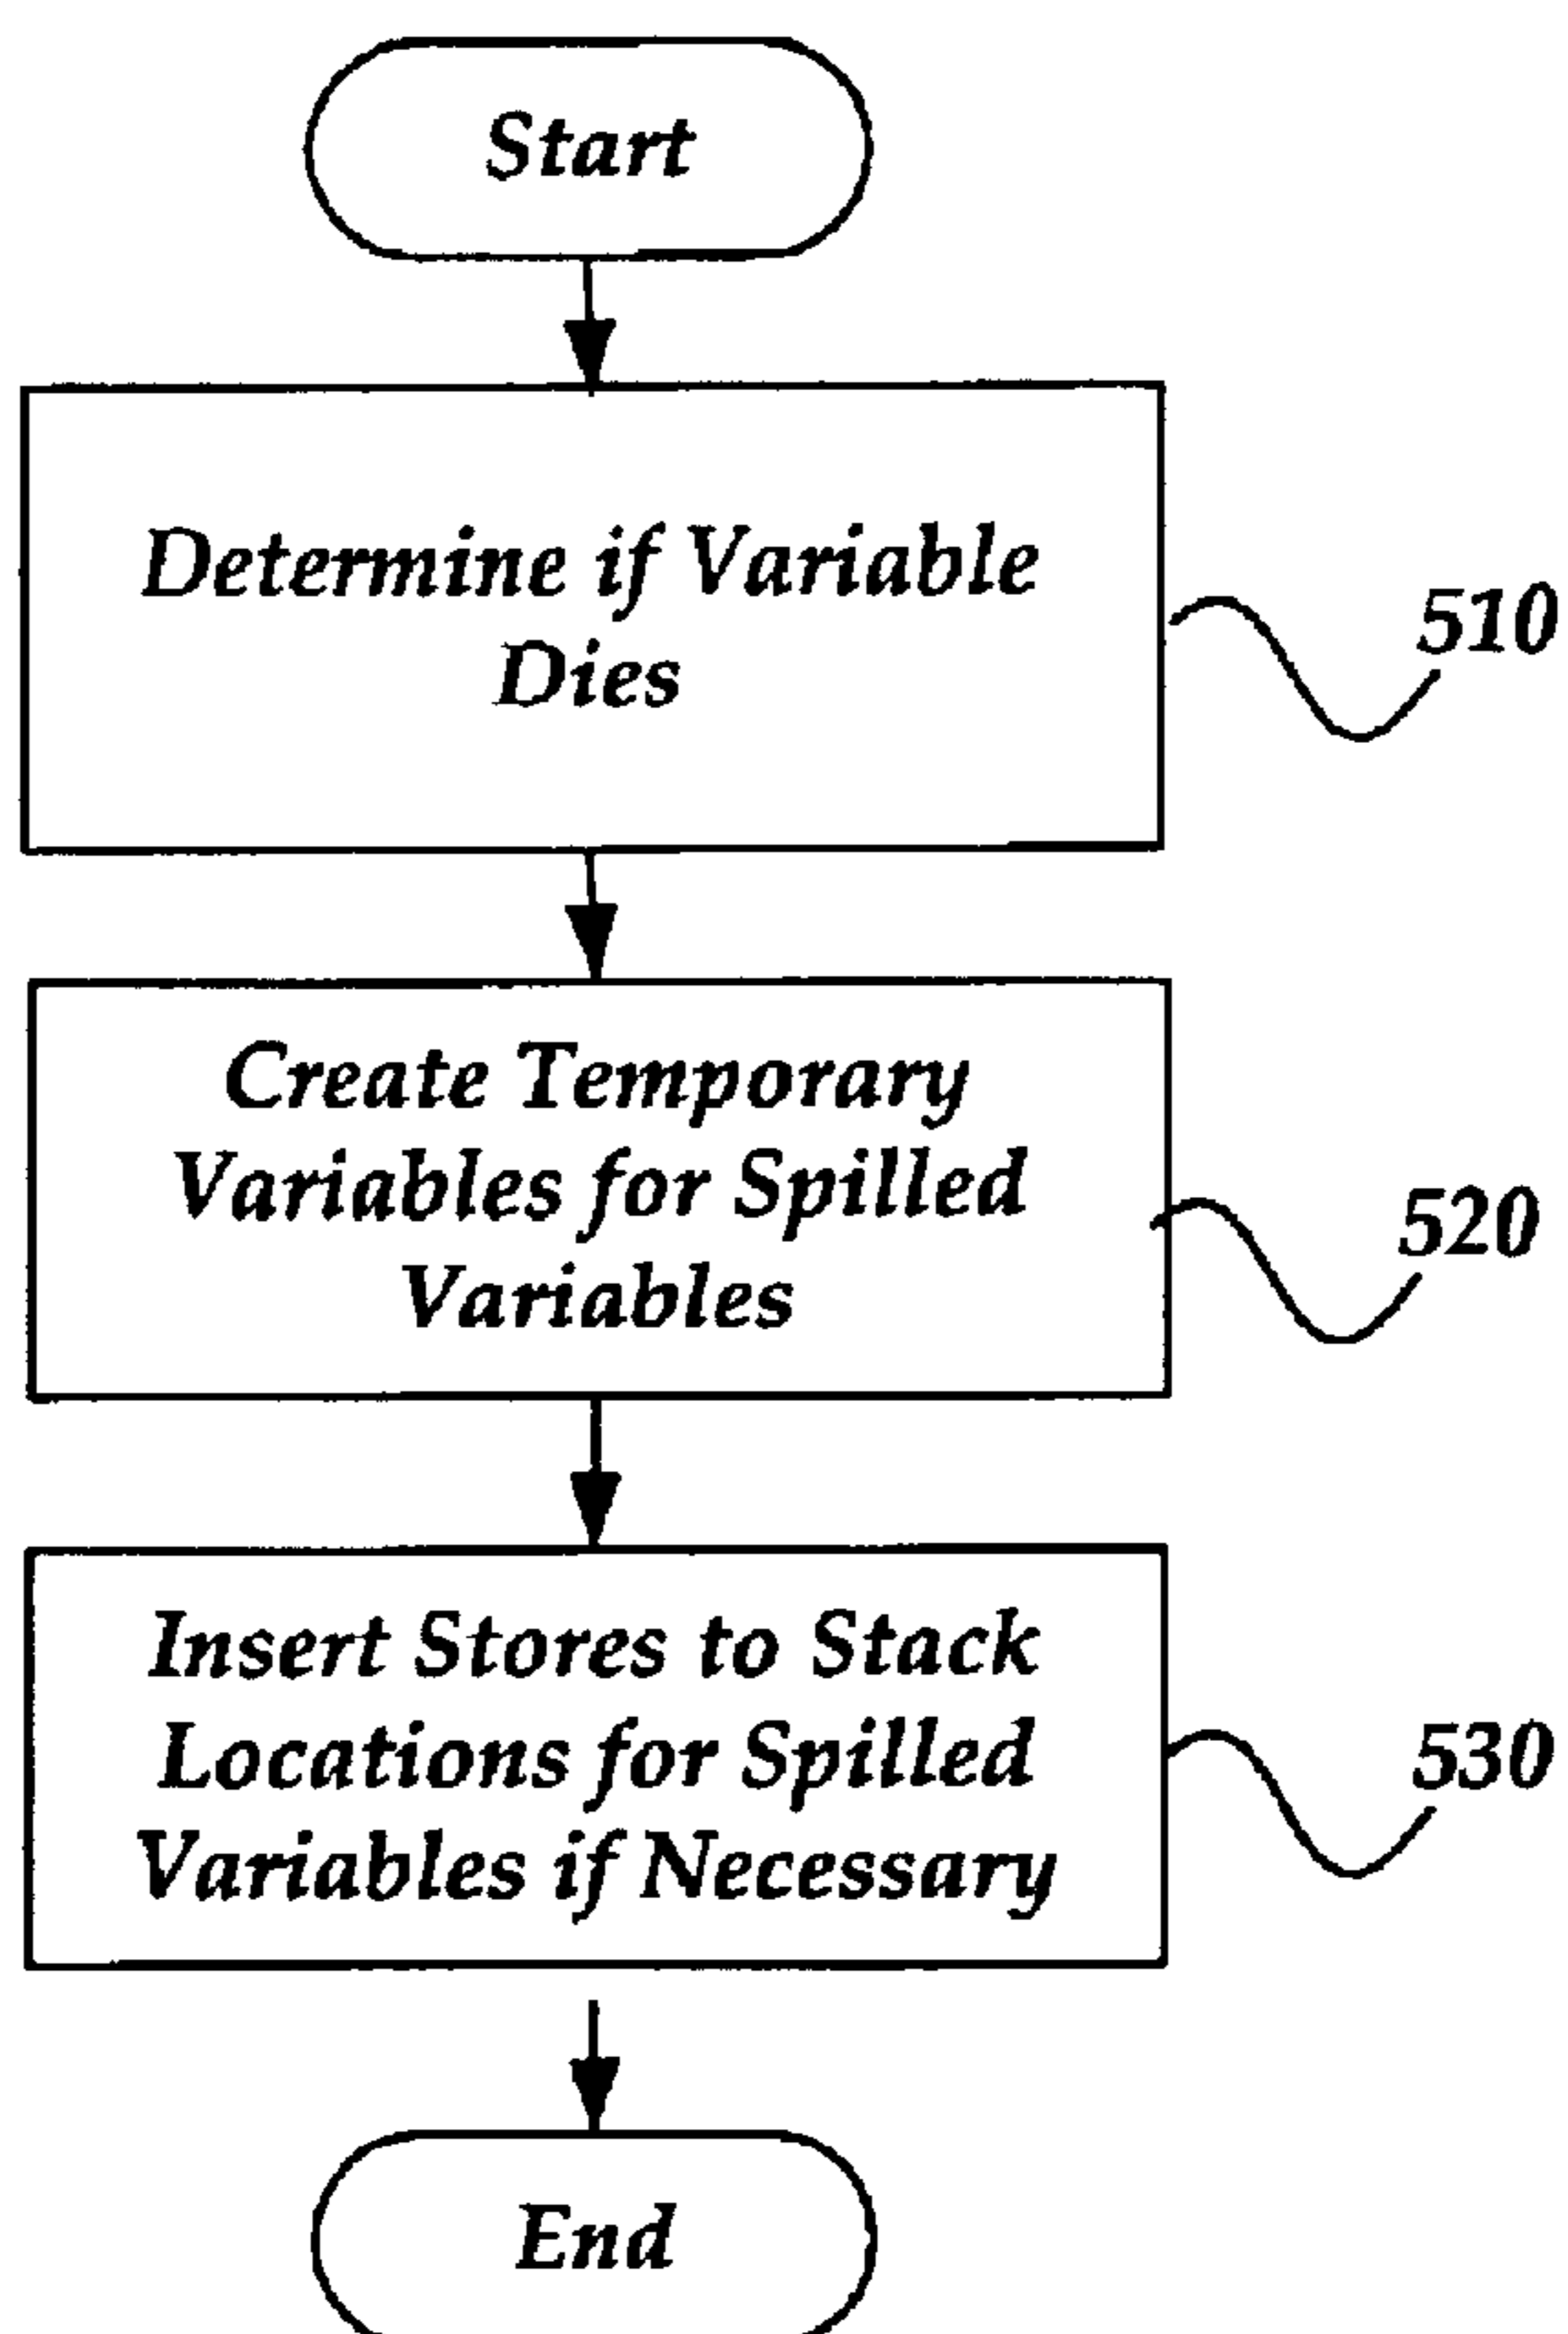 Start
Determine if Variable
Dies
510
Create Temporary
Variables for Spilled
Variables
520
Insert Stores to Stack
Locations for Spilled
Variables if Necessary
530
End